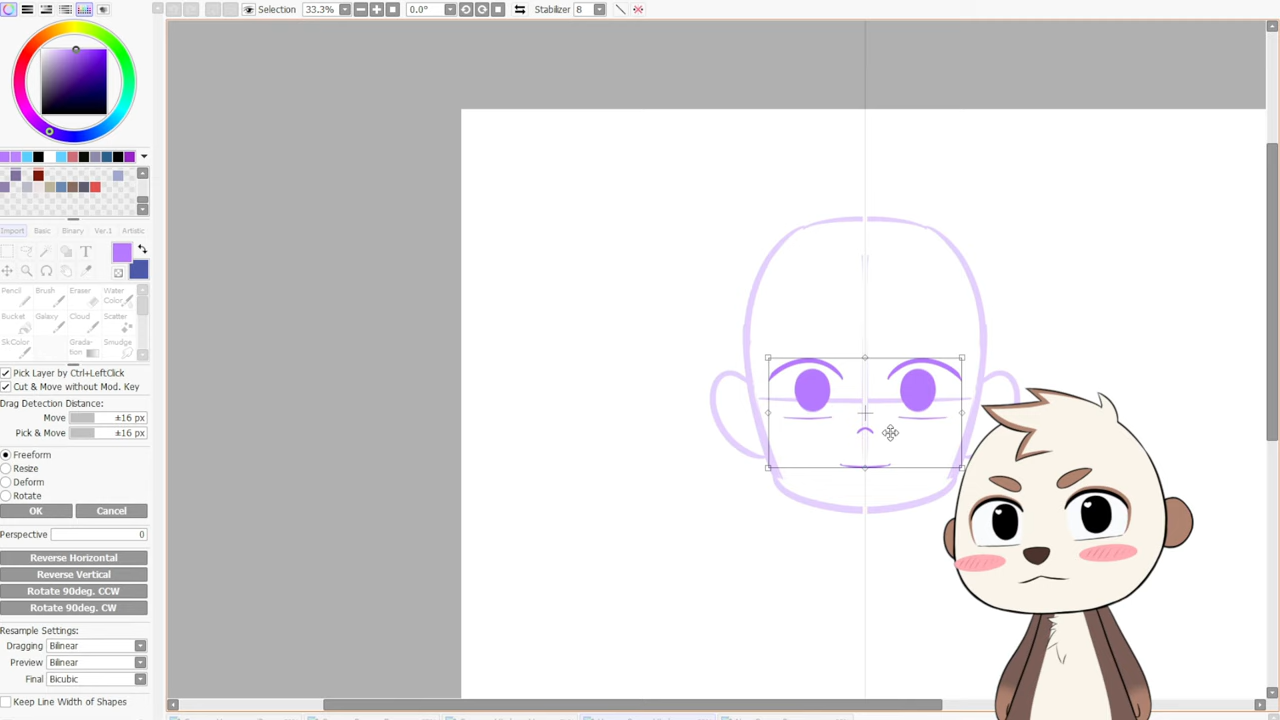 Selection 33.3% 0.0° Stabilizer 8
Import Basic Binary Ver.1 Artistic
T
Pencil Brush Eraser Water Color
Bucket Galaxy Cloud Scatter
SkColor Grada-tion Smudge
Pick Layer by Ctrl+LeftClick
Cut & Move without Mod. Key
Drag Detection Distance:
Move ±16 px
Pick & Move ±16 px
Freeform
Resize
Deform
Rotate
OK Cancel
Perspective 0
Reverse Horizontal
Reverse Vertical
Rotate 90deg. CCW
Rotate 90deg. CW
Resample Settings:
Dragging Bilinear
Preview Bilinear
Final Bicubic
Keep Line Width of Shapes